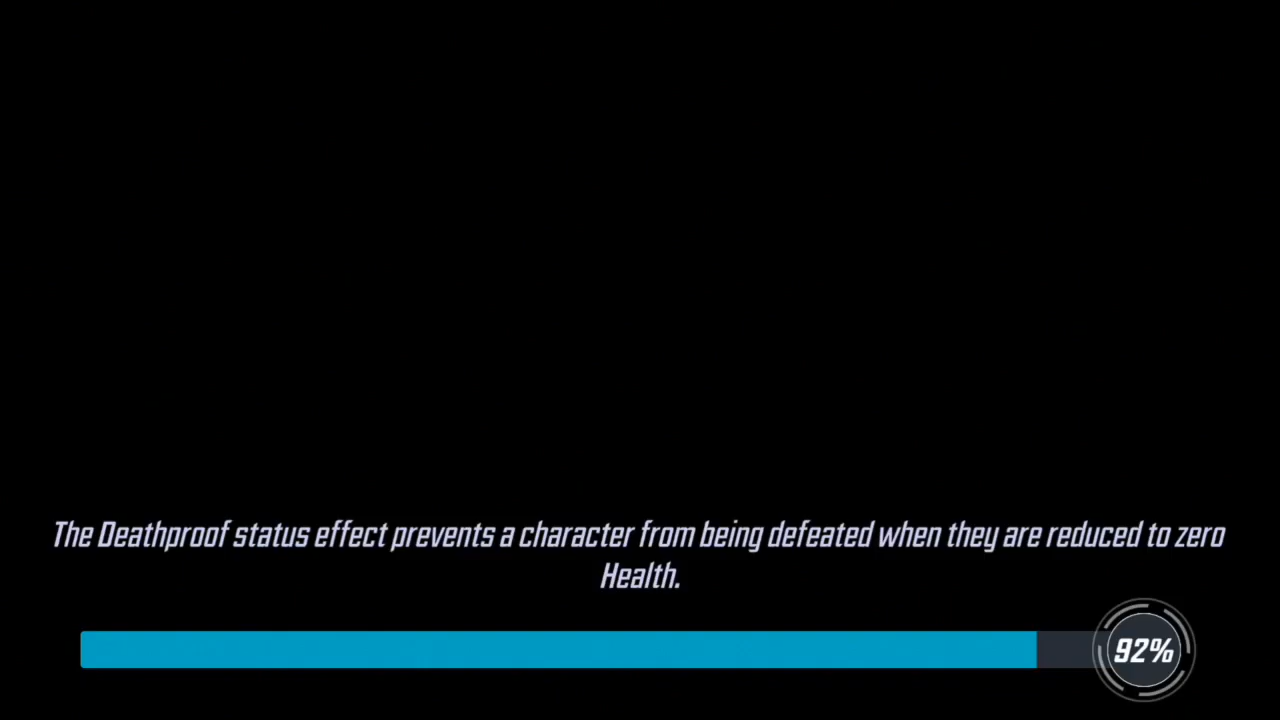 The Deathproof status effect prevents a character from being defeated when they are reduced to zero
Health.
92%